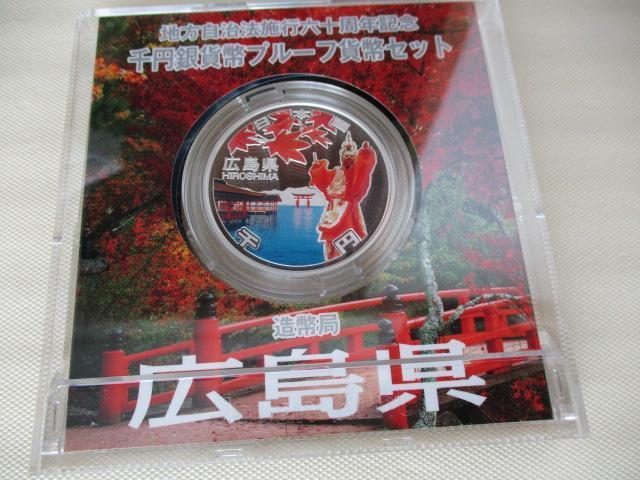 地方自治法施行六十周年記念
千円銀貨幣プルーフ貨幣セット
日本国
広島県
HIROSHIMA
千円
造幣局
広島県